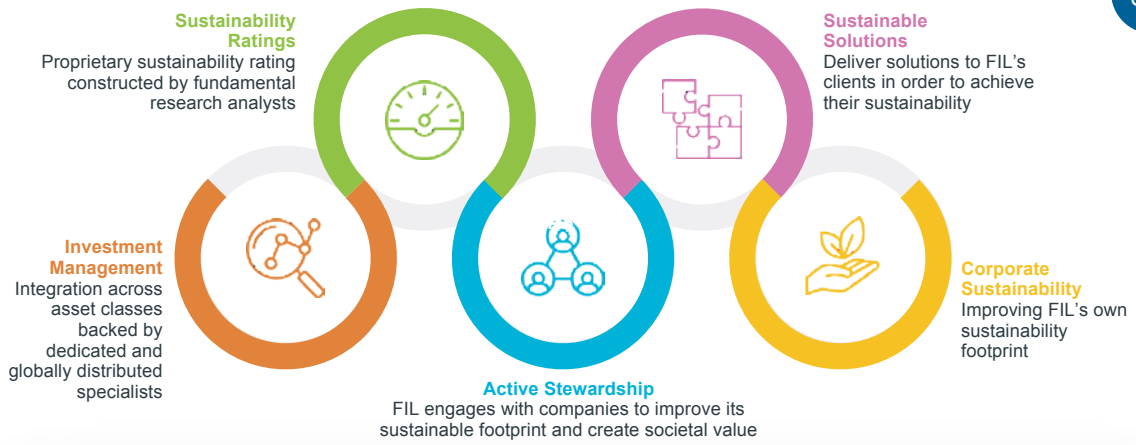 Sustainability
Ratings
Proprietary sustainability rating
constructed by fundamental
research analysts
Sustainable
Solutions
Deliver solutions to FIL's
clients in order to achieve
their sustainability
Investment
Management
Integration across
asset classes
backed by
dedicated and
globally distributed
specialists
Active Stewardship
FIL engages with companies to improve its
sustainable footprint and create societal value
Corporate
Sustainability
Improving FIL's own
sustainability
footprint